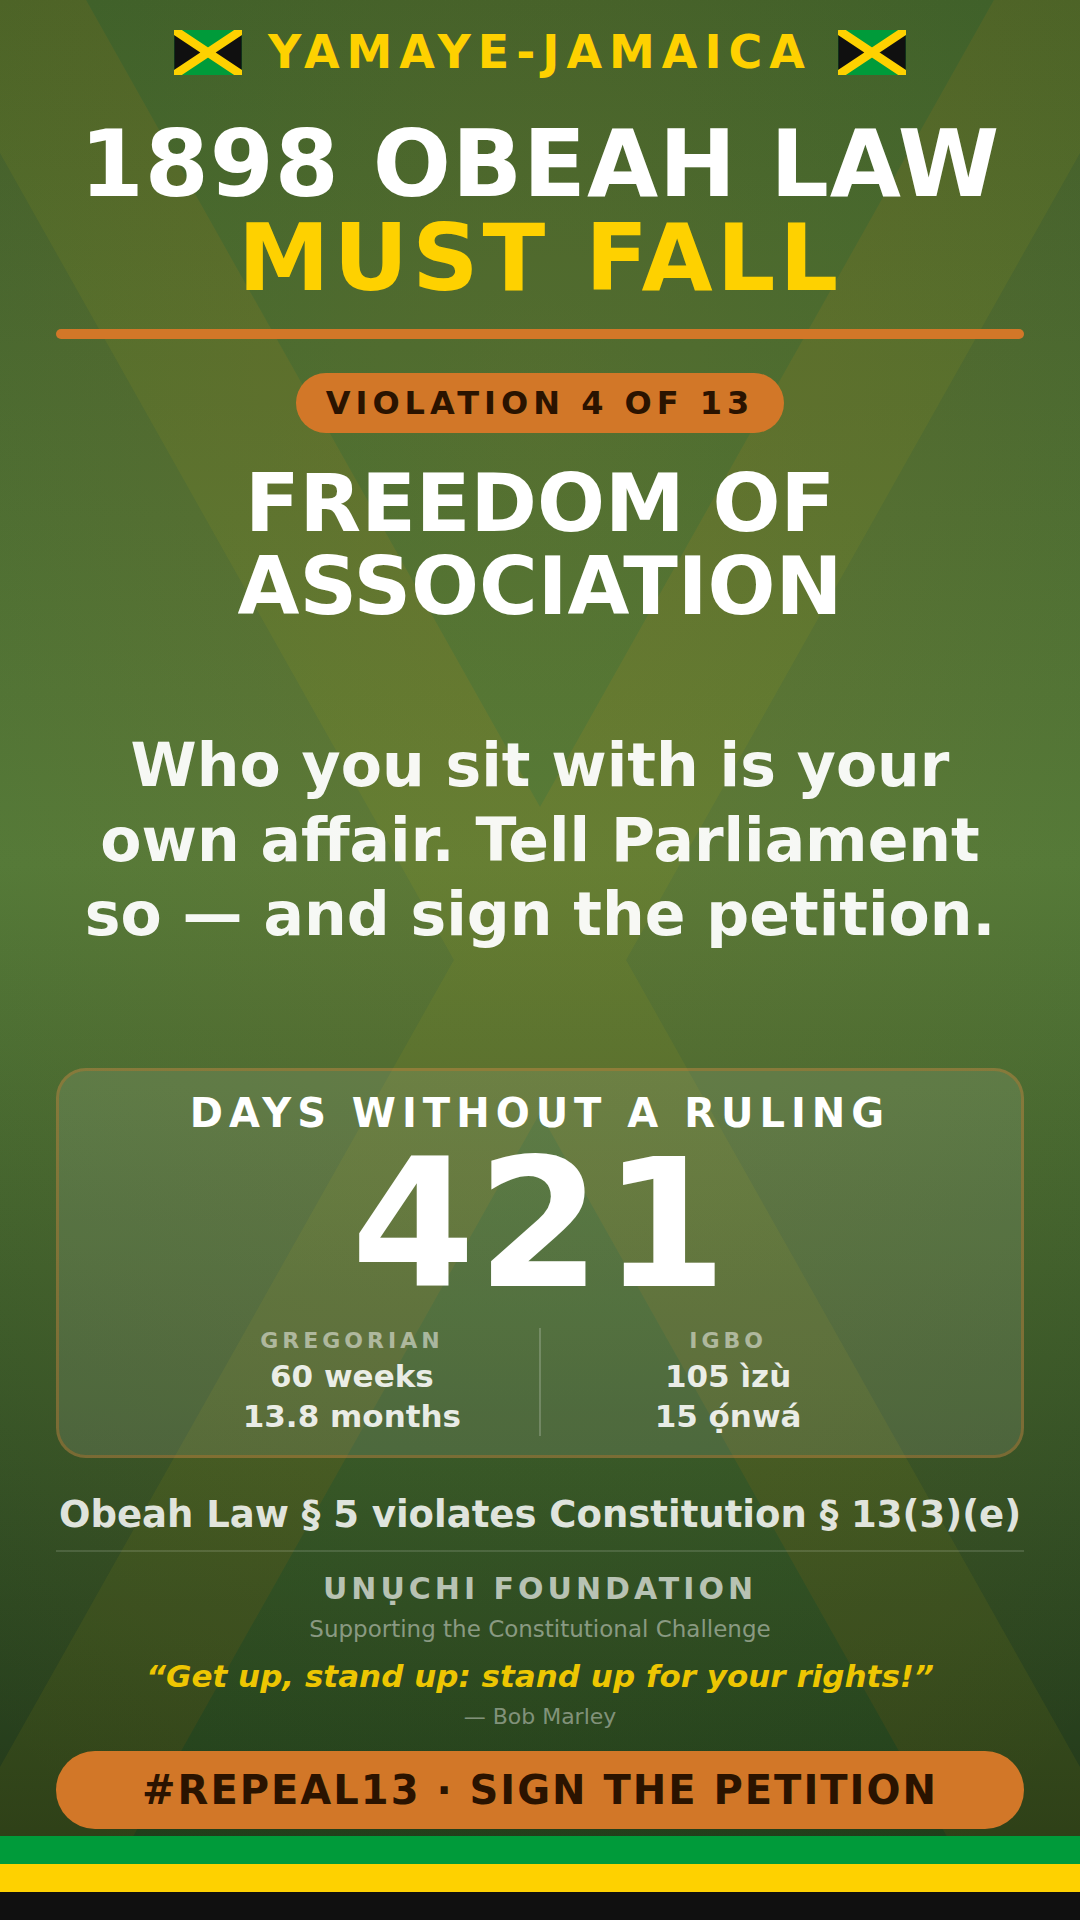 YAMAYE-JAMAICA
1898 OBEAH LAW
MUST FALL
VIOLATION 4 OF 13
FREEDOM OF
ASSOCIATION
Who you sit with is your
own affair. Tell Parliament
so — and sign the petition.
DAYS WITHOUT A RULING
421
GREGORIAN
60 weeks
13.8 months
IGBO
105 ìzù
15 ọ́nwá
Obeah Law § 5 violates Constitution § 13(3)(e)
UNỤCHI FOUNDATION
Supporting the Constitutional Challenge
“Get up, stand up: stand up for your rights!”
— Bob Marley
#REPEAL13 · SIGN THE PETITION